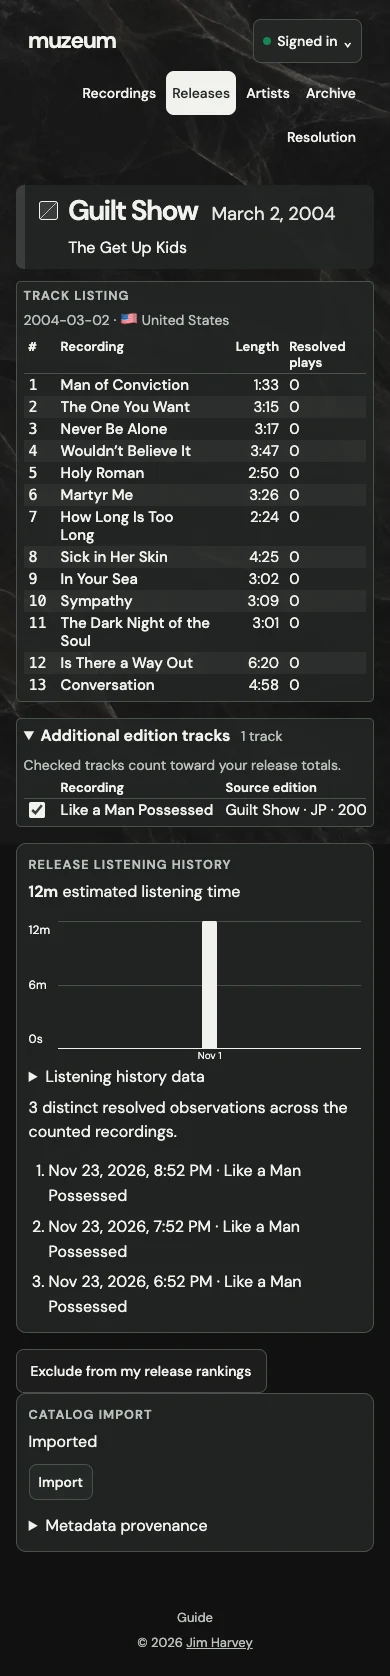 muzeum
Signed in
Recordings Releases Artists Archive
Resolution
Guilt Show March 2, 2004
The Get Up Kids
TRACK LISTING
2004-03-02 · 🇺🇸 United States
# Recording Length Resolved
plays
1 Man of Conviction 1:33 0
2 The One You Want 3:15 0
3 Never Be Alone 3:17 0
4 Wouldn’t Believe It 3:47 0
5 Holy Roman 2:50 0
6 Martyr Me 3:26 0
7 How Long Is Too 2:24 0
Long
8 Sick in Her Skin 4:25 0
9 In Your Sea 3:02 0
10 Sympathy 3:09 0
11 The Dark Night of the 3:01 0
Soul
12 Is There a Way Out 6:20 0
13 Conversation 4:58 0
▼ Additional edition tracks 1 track
Checked tracks count toward your release totals.
Recording Source edition
Like a Man Possessed Guilt Show · JP · 200
RELEASE LISTENING HISTORY
12m estimated listening time
12m
6m
0s
Nov 1
▶ Listening history data
3 distinct resolved observations across the
counted recordings.
1. Nov 23, 2026, 8:52 PM · Like a Man
Possessed
2. Nov 23, 2026, 7:52 PM · Like a Man
Possessed
3. Nov 23, 2026, 6:52 PM · Like a Man
Possessed
Exclude from my release rankings
CATALOG IMPORT
Imported
Import
▶ Metadata provenance
Guide
© 2026 Jim Harvey